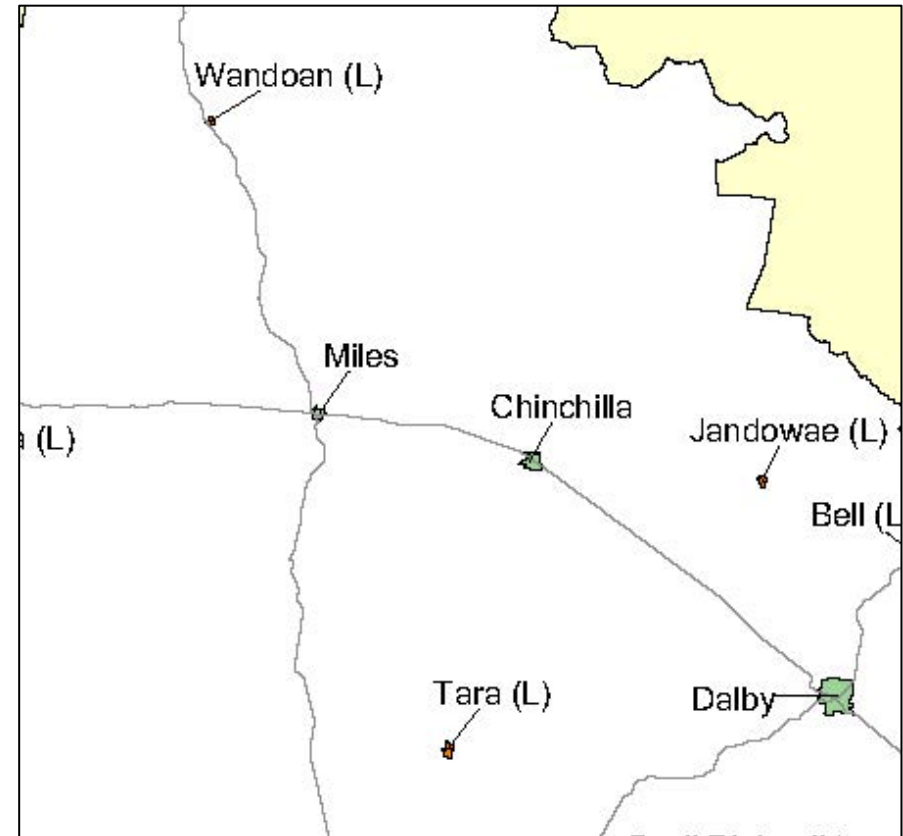 Wandoan (L)
Miles
Chinchilla
(L)
Jandowae (L)
Bell (L
Tara (L)
Dalby